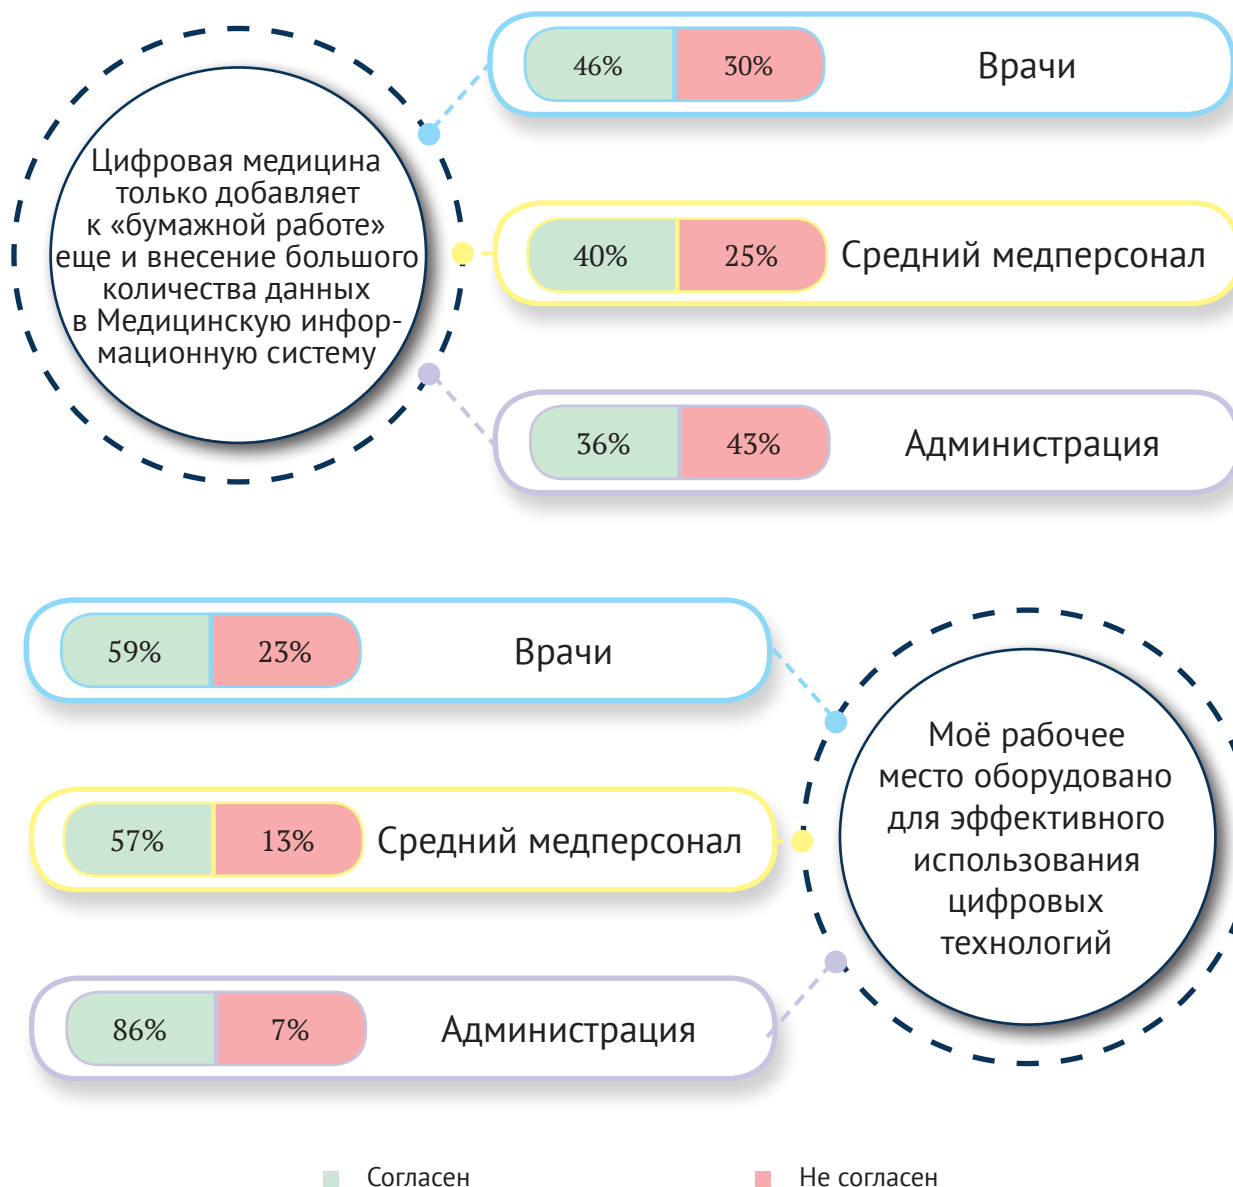 Цифровая медицина
только добавляет
к «бумажной работе»
еще и внесение большого
количества данных
в Медицинскую инфор-
мационную систему
46% 30% Врачи
40% 25% Средний медперсонал
36% 43% Администрация
59% 23% Врачи
57% 13% Средний медперсонал
86% 7% Администрация
Моё рабочее
место оборудовано
для эффективного
использования
цифровых
технологий
Согласен Не согласен